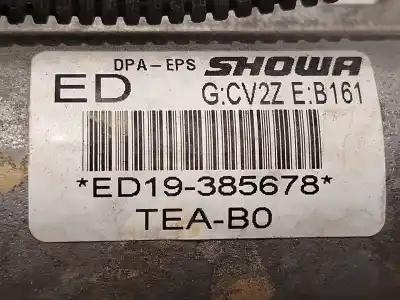 DPA-EPS SHOWA
ED G:CV2Z E:B161
*ED19-385678*
TEA-B0